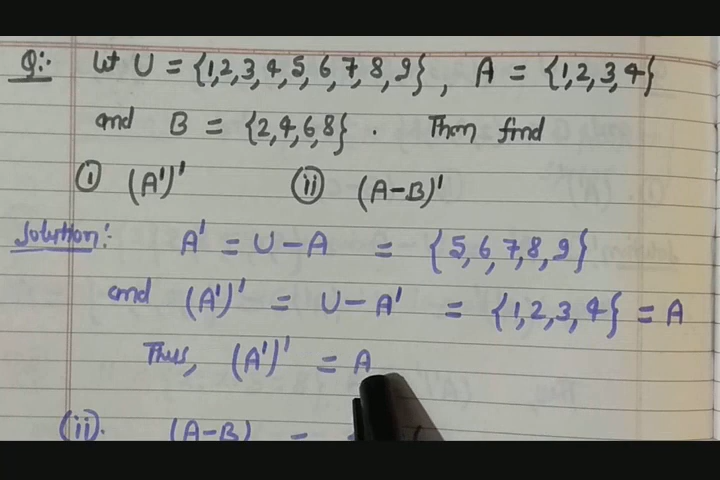 Q:- Let U = {1,2,3,4,5,6,7,8,9}, A = {1,2,3,4}
and B = {2,4,6,8}. Then find
(i) (A')' (ii) (A-B)'
Solution:- A' = U-A = {5,6,7,8,9}
and (A')' = U-A' = {1,2,3,4} = A
Thus, (A')' = A
(ii). (A-B) =